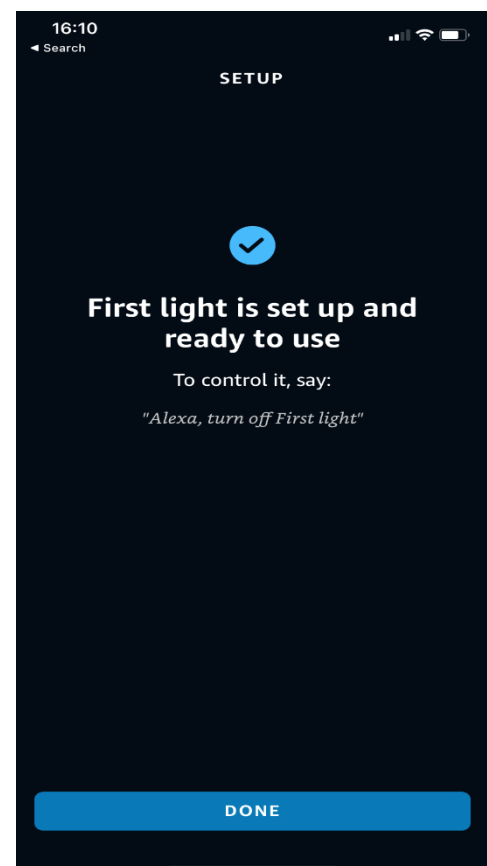 16:10
◀ Search
SETUP
First light is set up and
ready to use
To control it, say:
"Alexa, turn off First light"
DONE